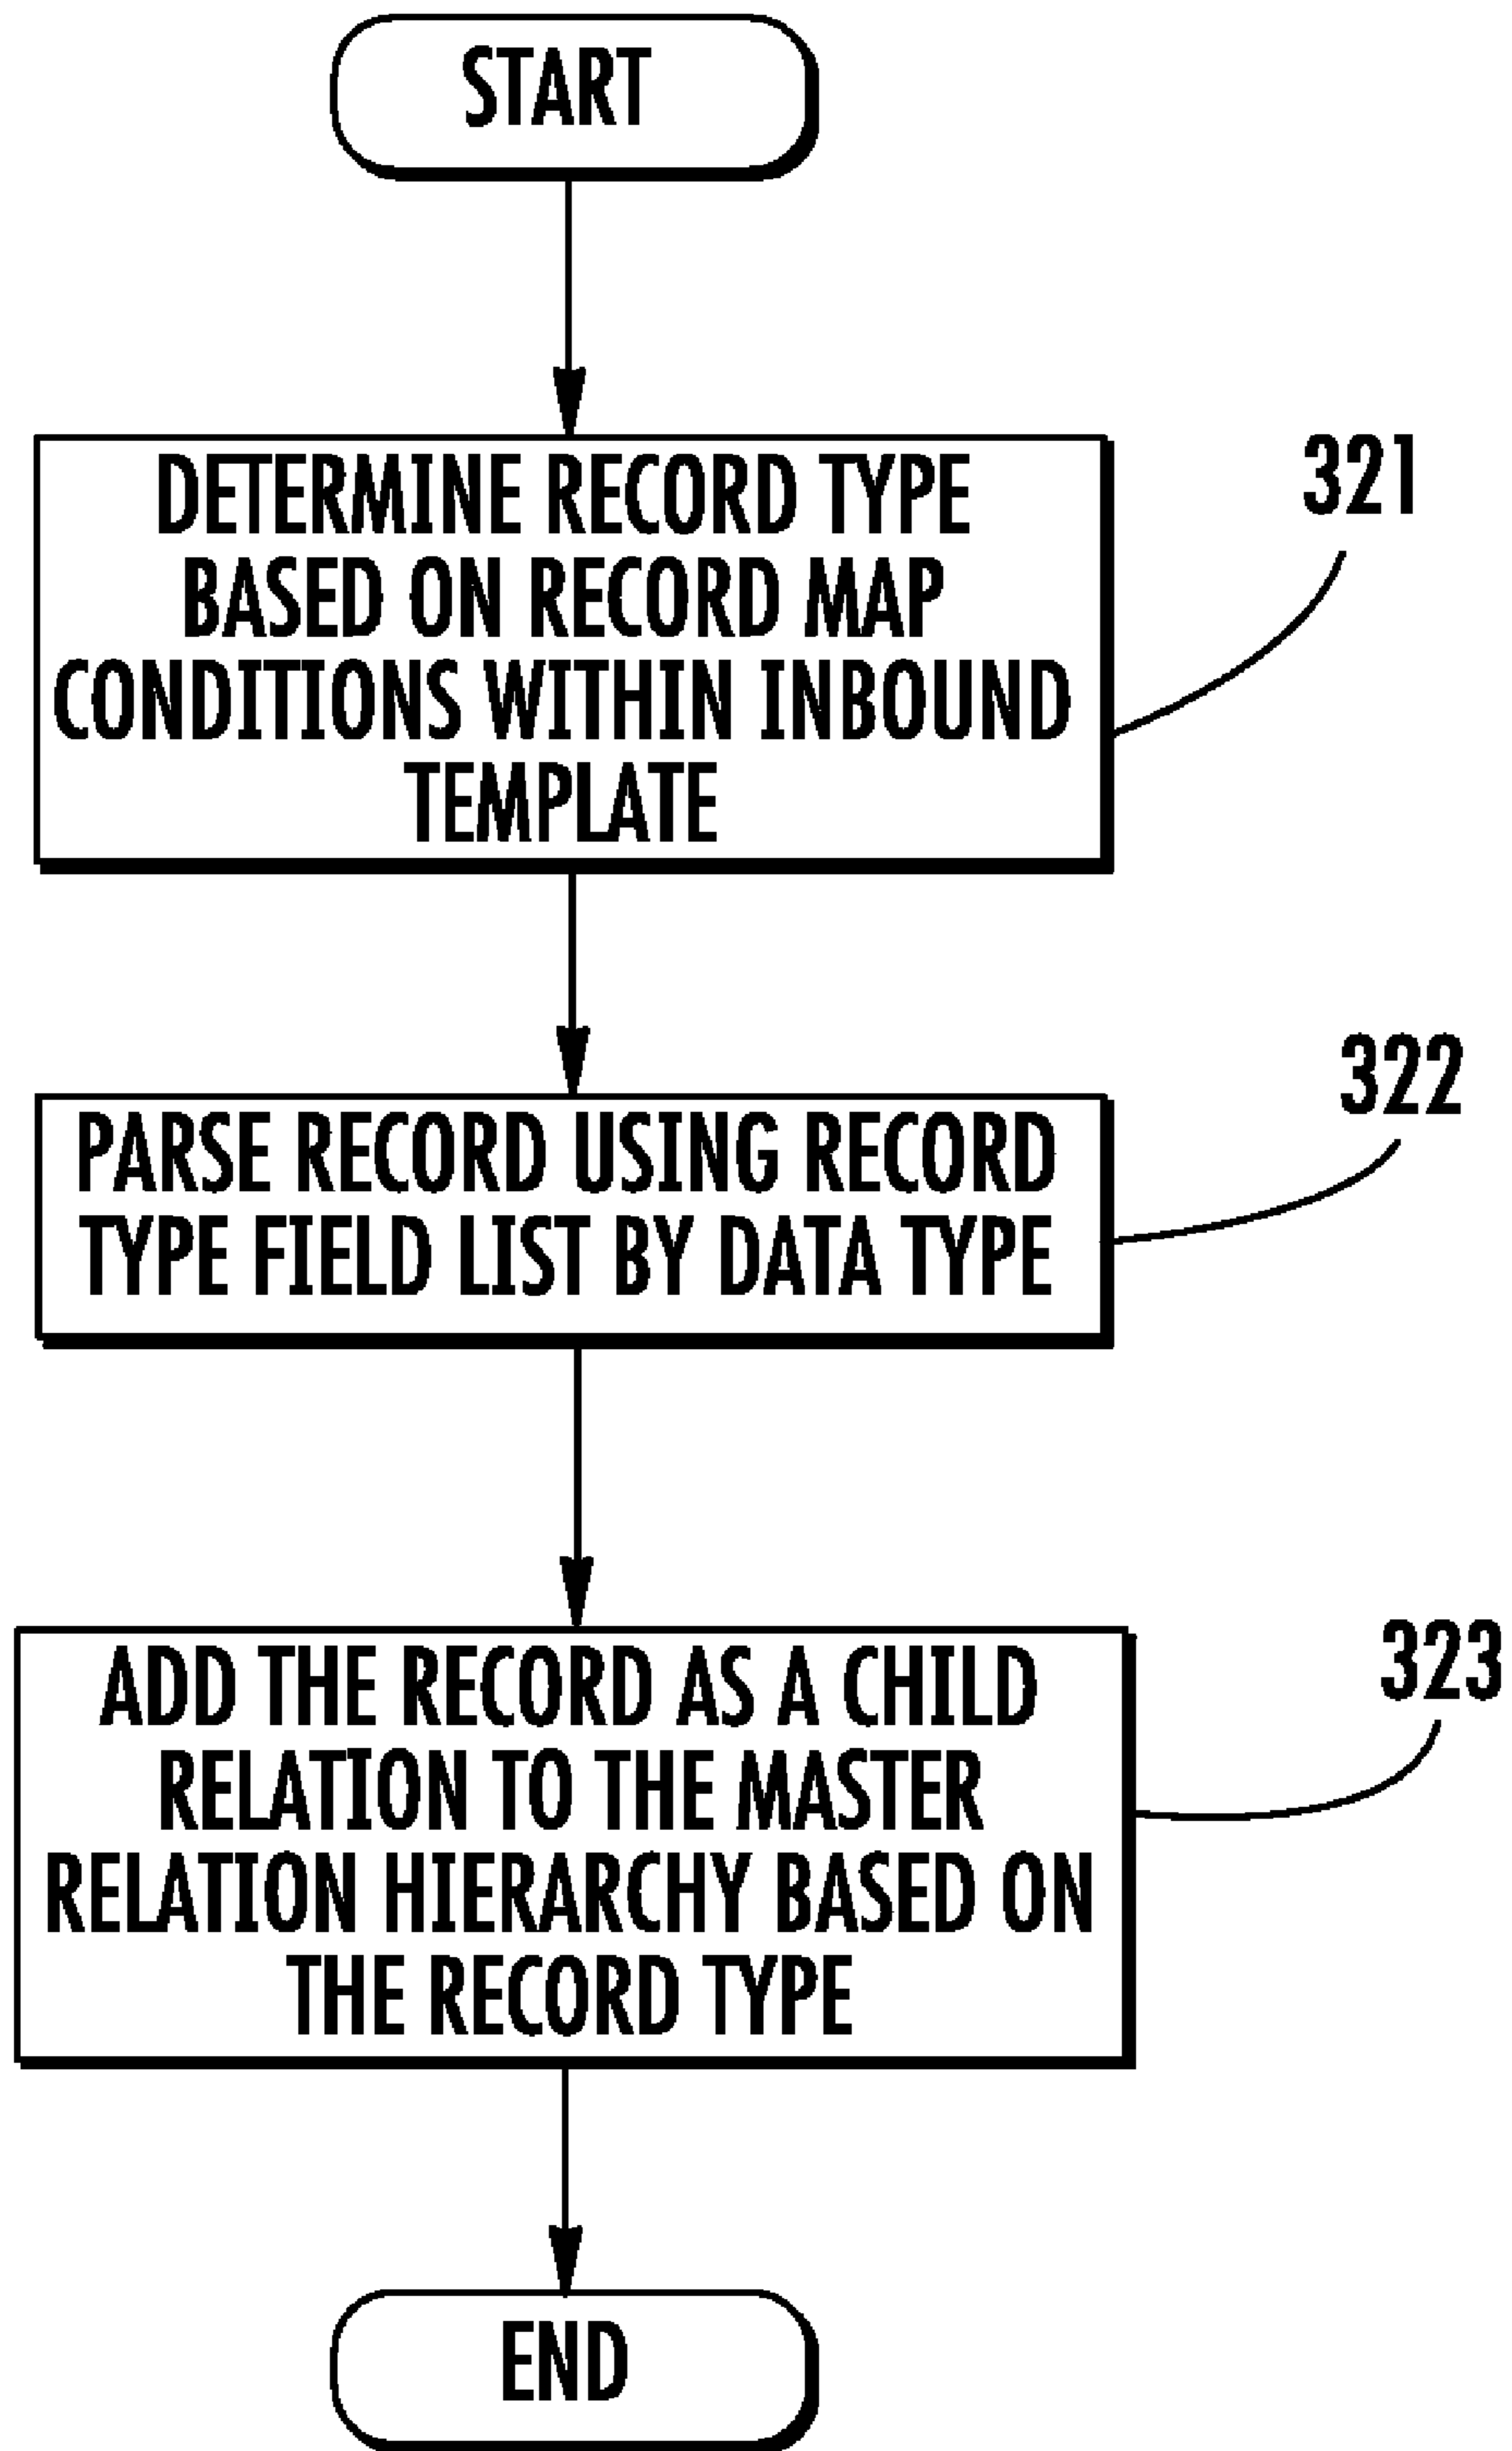 START
DETERMINE RECORD TYPE
BASED ON RECORD MAP
CONDITIONS WITHIN INBOUND
TEMPLATE
321
PARSE RECORD USING RECORD
TYPE FIELD LIST BY DATA TYPE
322
ADD THE RECORD AS A CHILD
RELATION TO THE MASTER
RELATION HIERARCHY BASED ON
THE RECORD TYPE
323
END